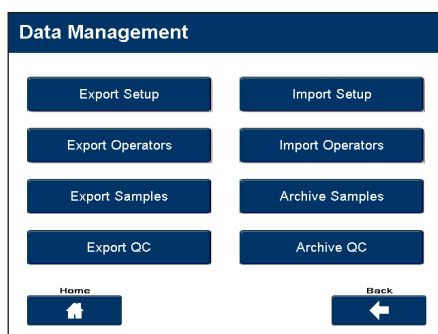 Data Management
Export Setup
Import Setup
Export Operators
Import Operators
Export Samples
Archive Samples
Export QC
Archive QC
Home
Back